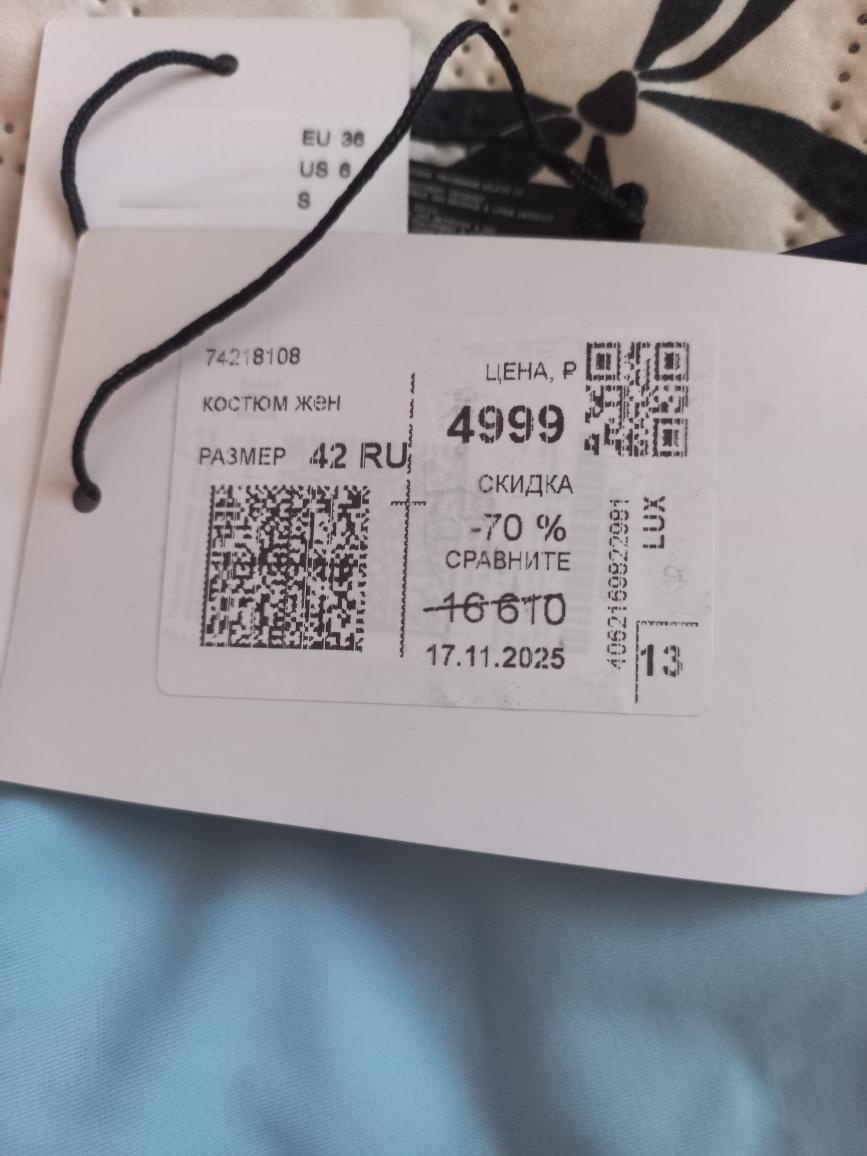 EU 36
US 6
S
74218108
КОСТЮМ ЖЕН
РАЗМЕР 42 RU
ЦЕНА, ₽
4999
СКИДКА
-70 %
СРАВНИТЕ
16 610
17.11.2025
4062169822981
LUX
13